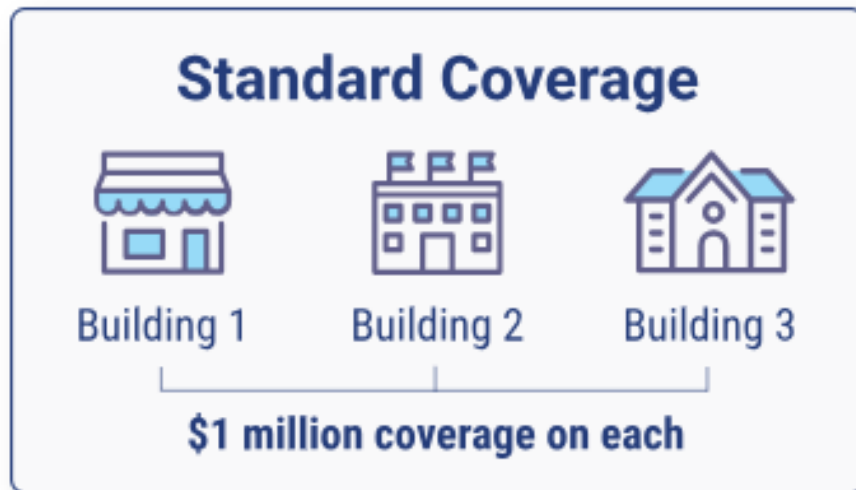 Standard Coverage
Building 1 Building 2 Building 3
$1 million coverage on each